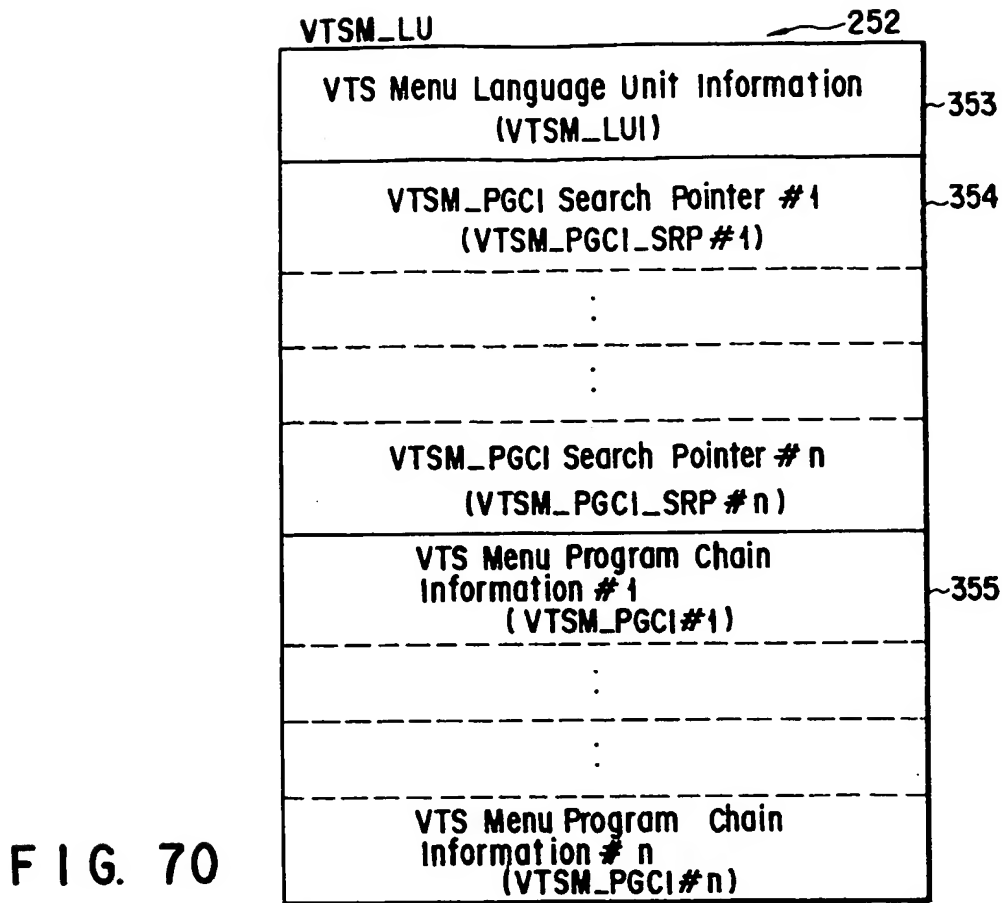 VTSM_LU
252
VTS Menu Language Unit Information
(VTSM_LUI)
353
VTSM_PGCI Search Pointer #1
(VTSM_PGCI_SRP #1)
354
VTSM_PGCI Search Pointer # n
(VTSM_PGCI_SRP #n)
VTS Menu Program Chain
Information # 1
(VTSM_PGCI#1)
355
VTS Menu Program Chain
Information # n
(VTSM_PGCI#n)
FIG. 70